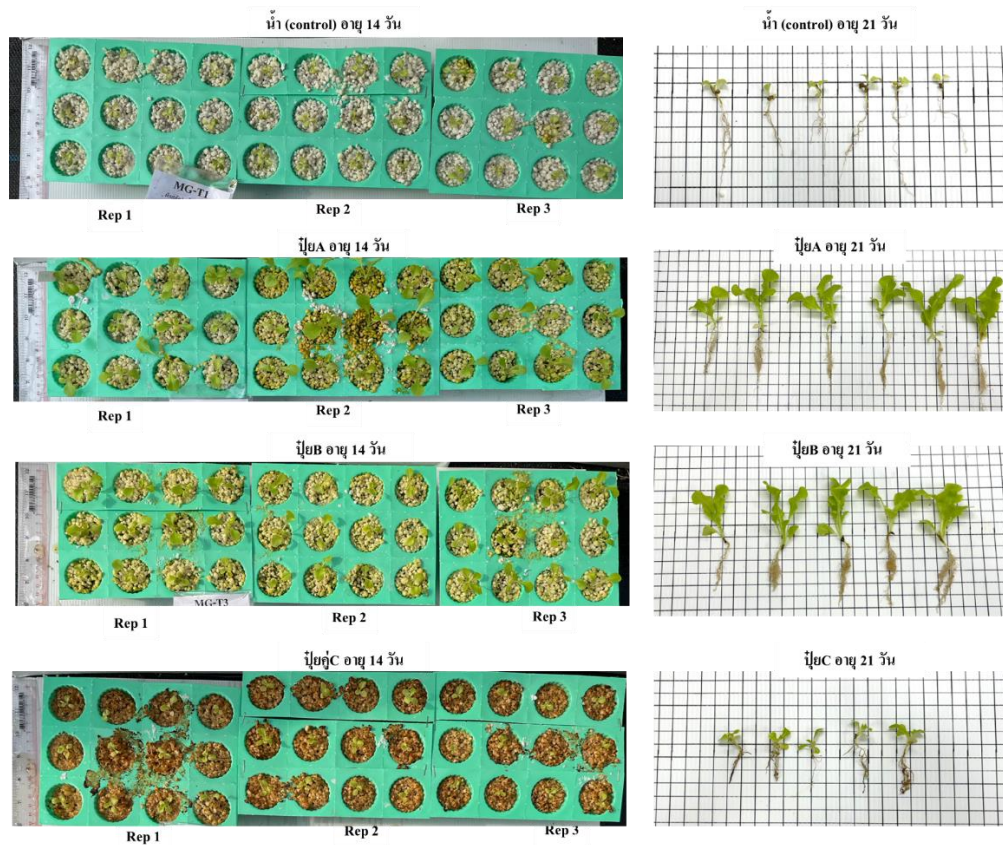 น้ำ (control) อายุ 14 วัน
น้ำ (control) อายุ 21 วัน
MG-T1
Rep 1
Rep 2
Rep 3
ปุ๋ยA อายุ 14 วัน
ปุ๋ยA อายุ 21 วัน
Rep 1
Rep 2
Rep 3
ปุ๋ยB อายุ 14 วัน
ปุ๋ยB อายุ 21 วัน
MG-T3
Rep 1
Rep 2
Rep 3
ปุ๋ยคู่C อายุ 14 วัน
ปุ๋ยC อายุ 21 วัน
Rep 1
Rep 2
Rep 3